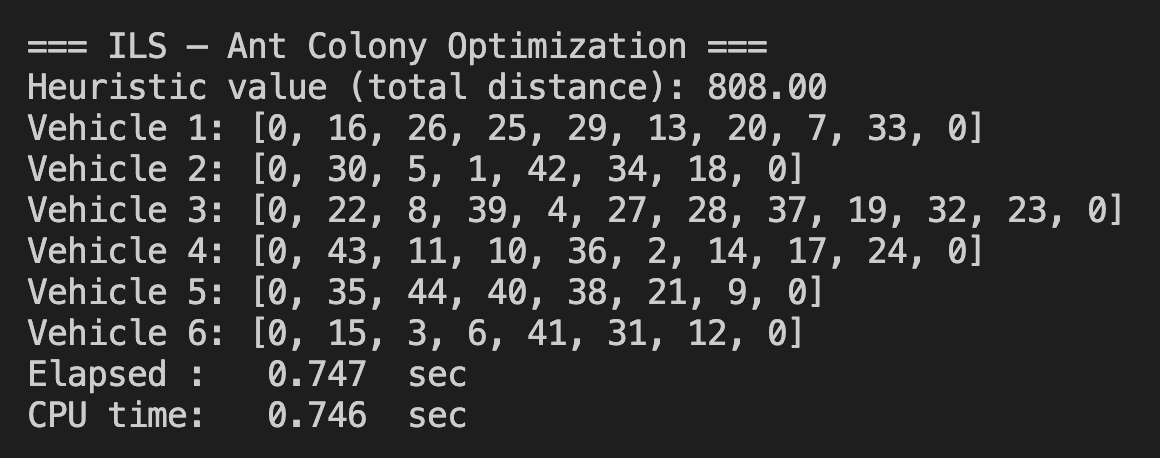 === ILS – Ant Colony Optimization ===
Heuristic value (total distance): 808.00
Vehicle 1: [0, 16, 26, 25, 29, 13, 20, 7, 33, 0]
Vehicle 2: [0, 30, 5, 1, 42, 34, 18, 0]
Vehicle 3: [0, 22, 8, 39, 4, 27, 28, 37, 19, 32, 23, 0]
Vehicle 4: [0, 43, 11, 10, 36, 2, 14, 17, 24, 0]
Vehicle 5: [0, 35, 44, 40, 38, 21, 9, 0]
Vehicle 6: [0, 15, 3, 6, 41, 31, 12, 0]
Elapsed :   0.747  sec
CPU time:   0.746  sec